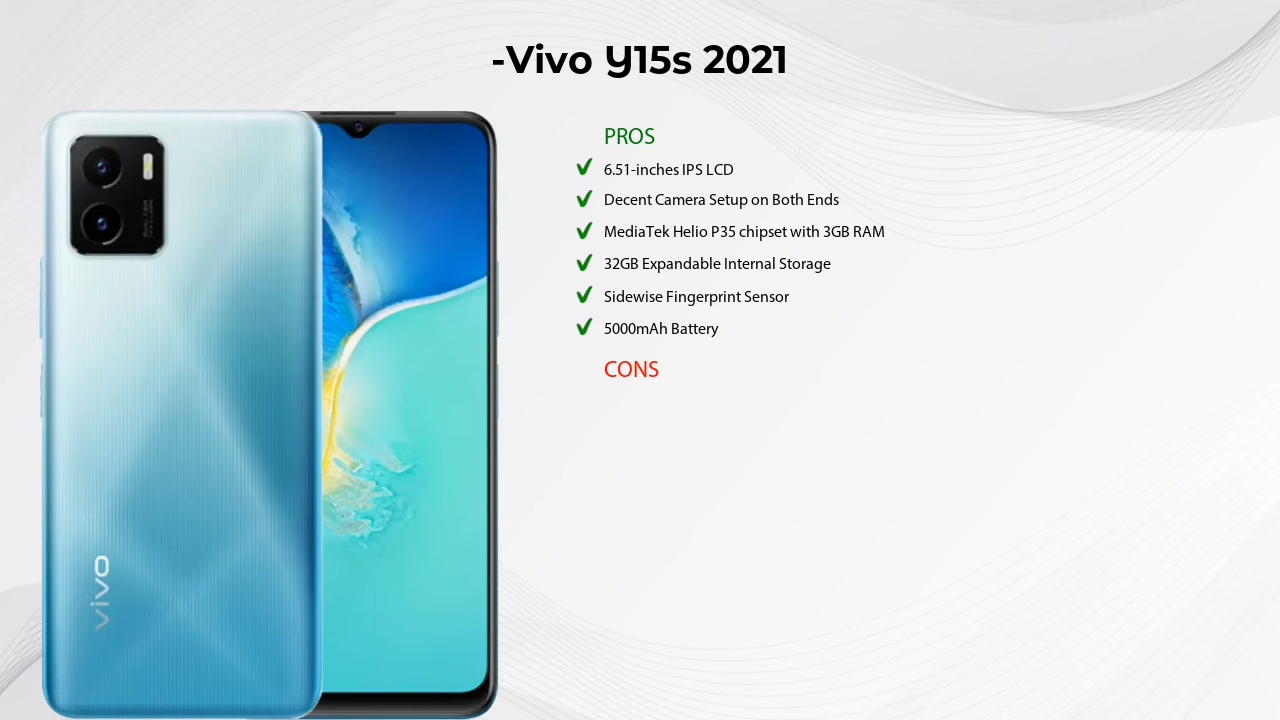 -Vivo Y15s 2021
PROS
6.51-inches IPS LCD
Decent Camera Setup on Both Ends
MediaTek Helio P35 chipset with 3GB RAM
32GB Expandable Internal Storage
Sidewise Fingerprint Sensor
5000mAh Battery
CONS
vivo